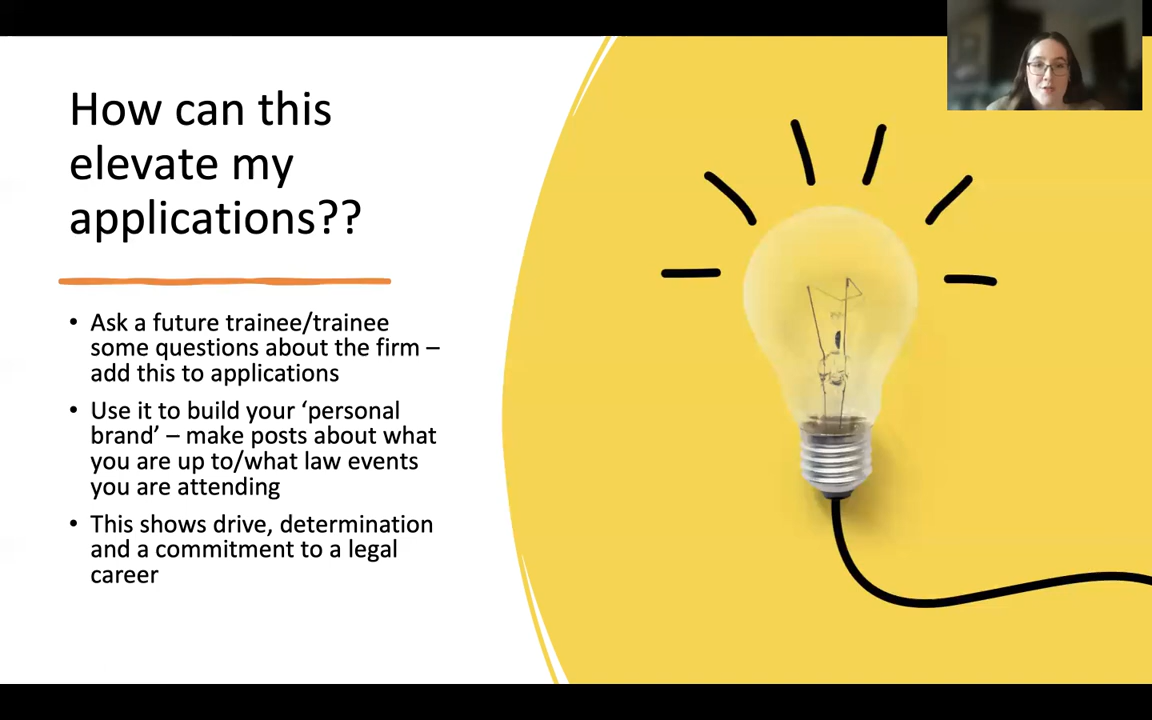 How can this
elevate my
applications??
• Ask a future trainee/trainee
some questions about the firm –
add this to applications
• Use it to build your ‘personal
brand’ – make posts about what
you are up to/what law events
you are attending
• This shows drive, determination
and a commitment to a legal
career